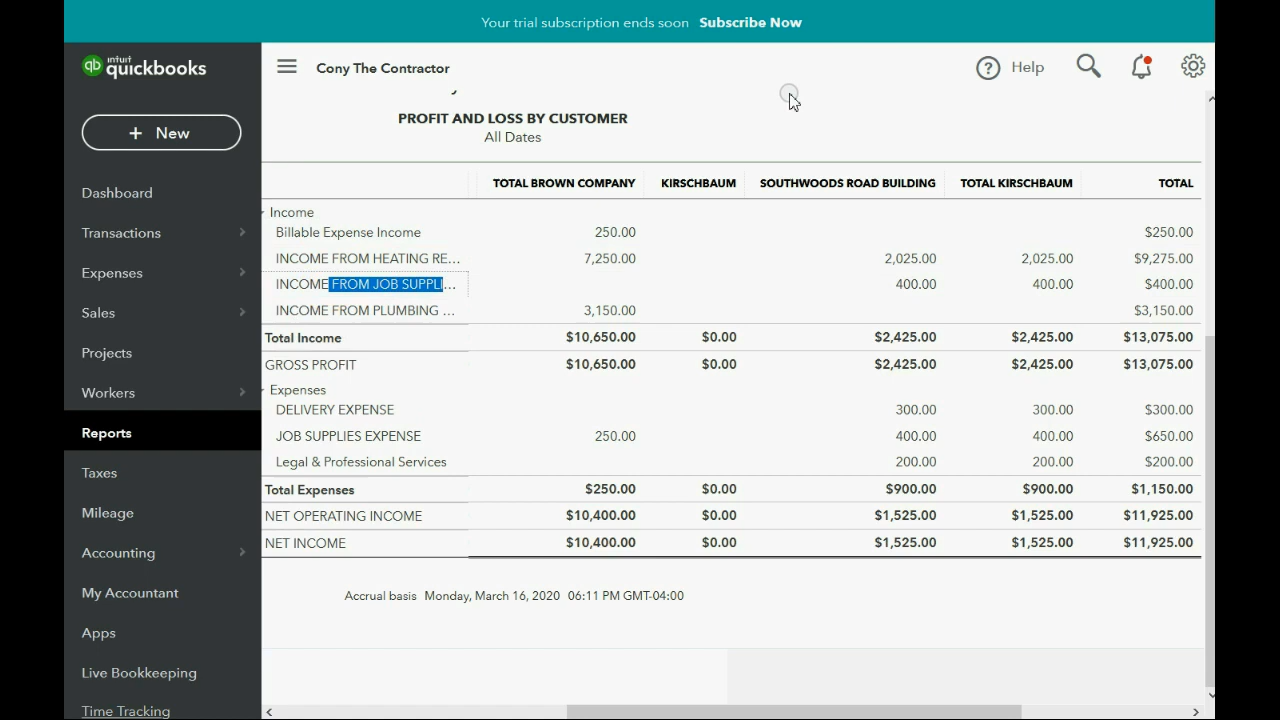 Your trial subscription ends soon Subscribe Now
intuit
quickbooks
qb
Cony The Contractor
Help
+ New
Dashboard
Transactions
Expenses
Sales
Projects
Workers
Reports
Taxes
Mileage
Accounting
My Accountant
Apps
Live Bookkeeping
Time Tracking
PROFIT AND LOSS BY CUSTOMER
All Dates
TOTAL BROWN COMPANY KIRSCHBAUM SOUTHWOODS ROAD BUILDING TOTAL KIRSCHBAUM TOTAL
Income
Billable Expense Income 250.00 $250.00
INCOME FROM HEATING RE... 7,250.00 2,025.00 2,025.00 $9,275.00
INCOME FROM JOB SUPPLI... 400.00 400.00 $400.00
INCOME FROM PLUMBING ... 3,150.00 $3,150.00
Total Income $10,650.00 $0.00 $2,425.00 $2,425.00 $13,075.00
GROSS PROFIT $10,650.00 $0.00 $2,425.00 $2,425.00 $13,075.00
Expenses
DELIVERY EXPENSE 300.00 300.00 $300.00
JOB SUPPLIES EXPENSE 250.00 400.00 400.00 $650.00
Legal & Professional Services 200.00 200.00 $200.00
Total Expenses $250.00 $0.00 $900.00 $900.00 $1,150.00
NET OPERATING INCOME $10,400.00 $0.00 $1,525.00 $1,525.00 $11,925.00
NET INCOME $10,400.00 $0.00 $1,525.00 $1,525.00 $11,925.00
Accrual basis Monday, March 16, 2020 06:11 PM GMT-04:00